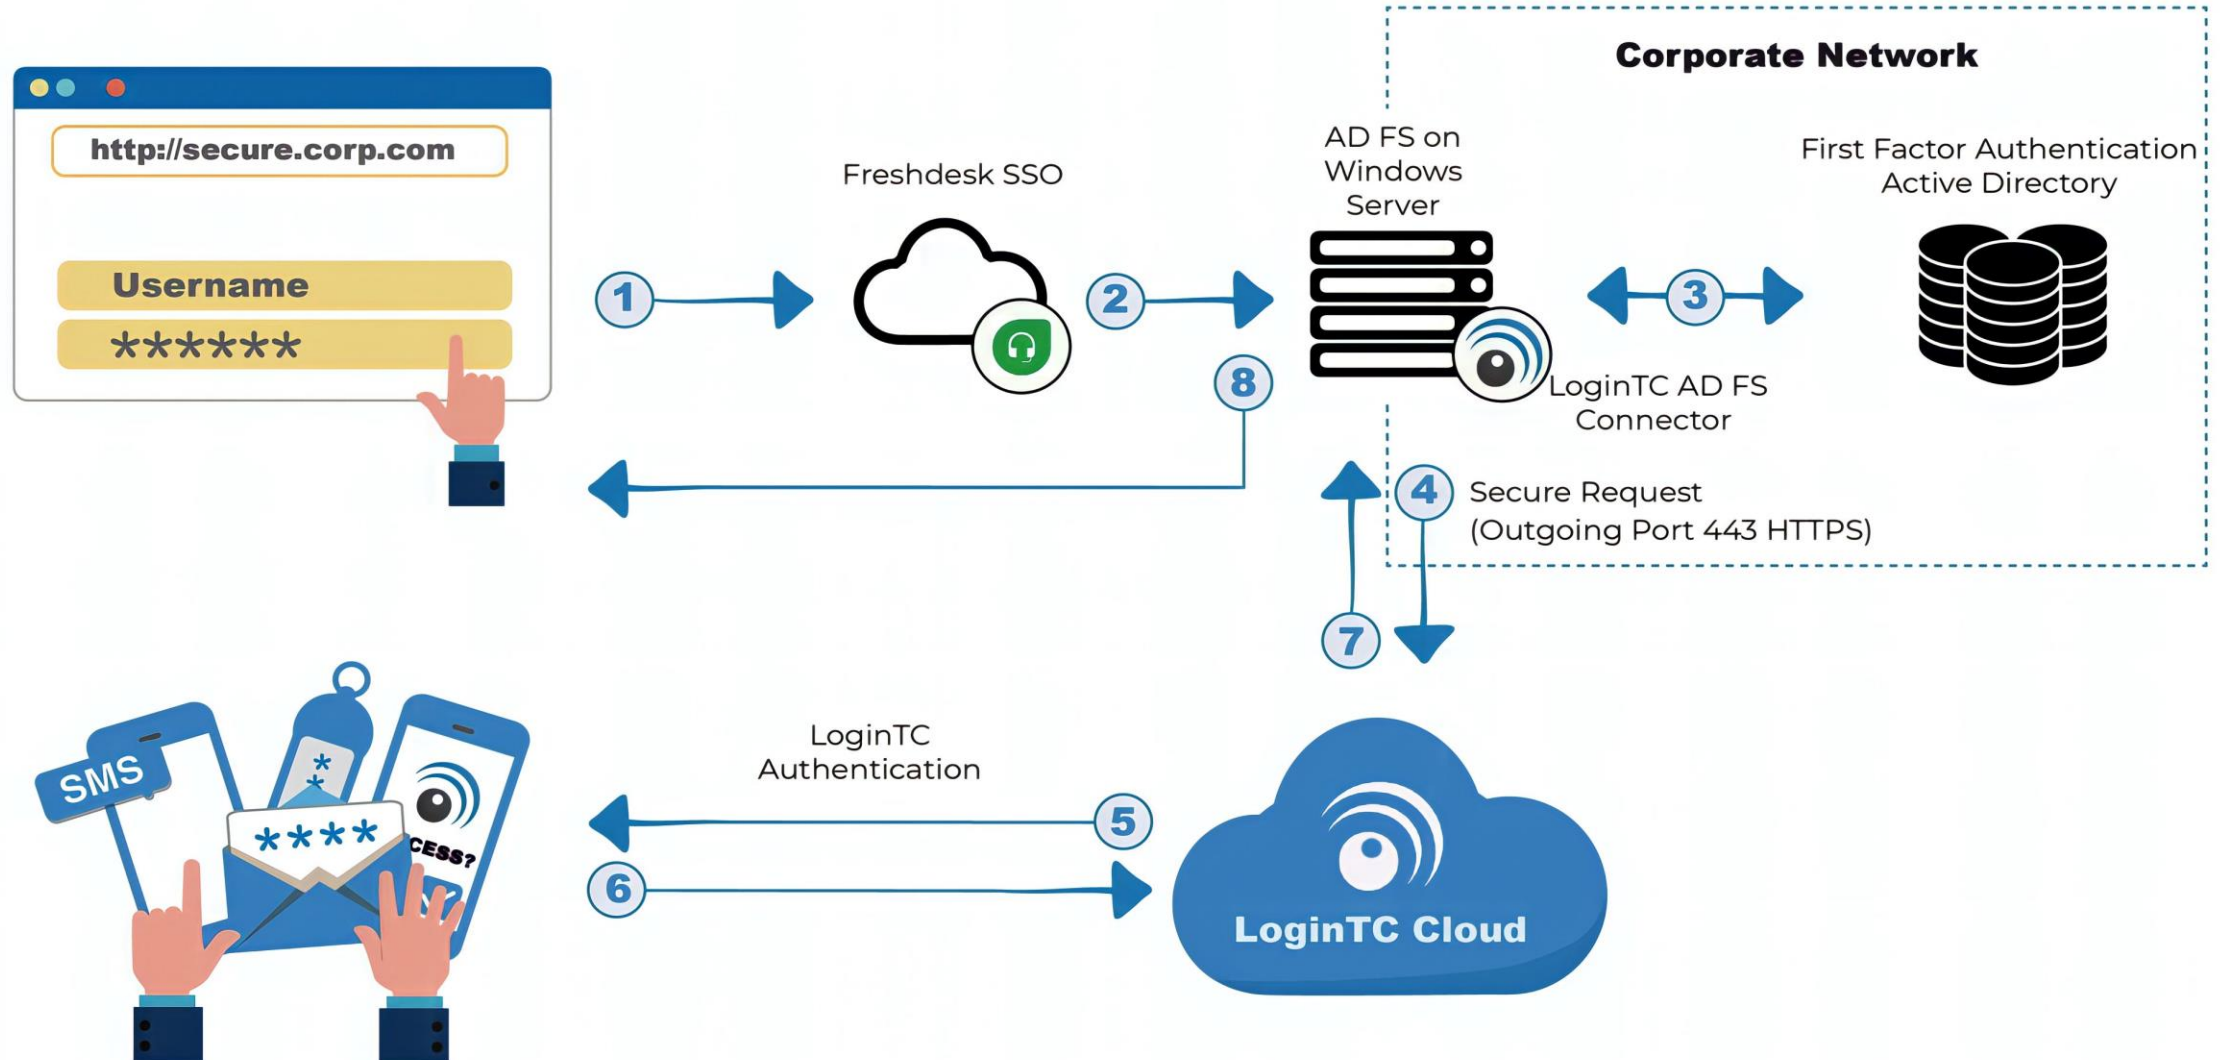 Corporate Network
http://secure.corp.com
Username
******
1
Freshdesk SSO
2
AD FS on
Windows
Server
3
First Factor Authentication
Active Directory
LoginTC AD FS
Connector
8
4
Secure Request
(Outgoing Port 443 HTTPS)
7
SMS
**
****
CESS?
LoginTC
Authentication
5
6
LoginTC Cloud